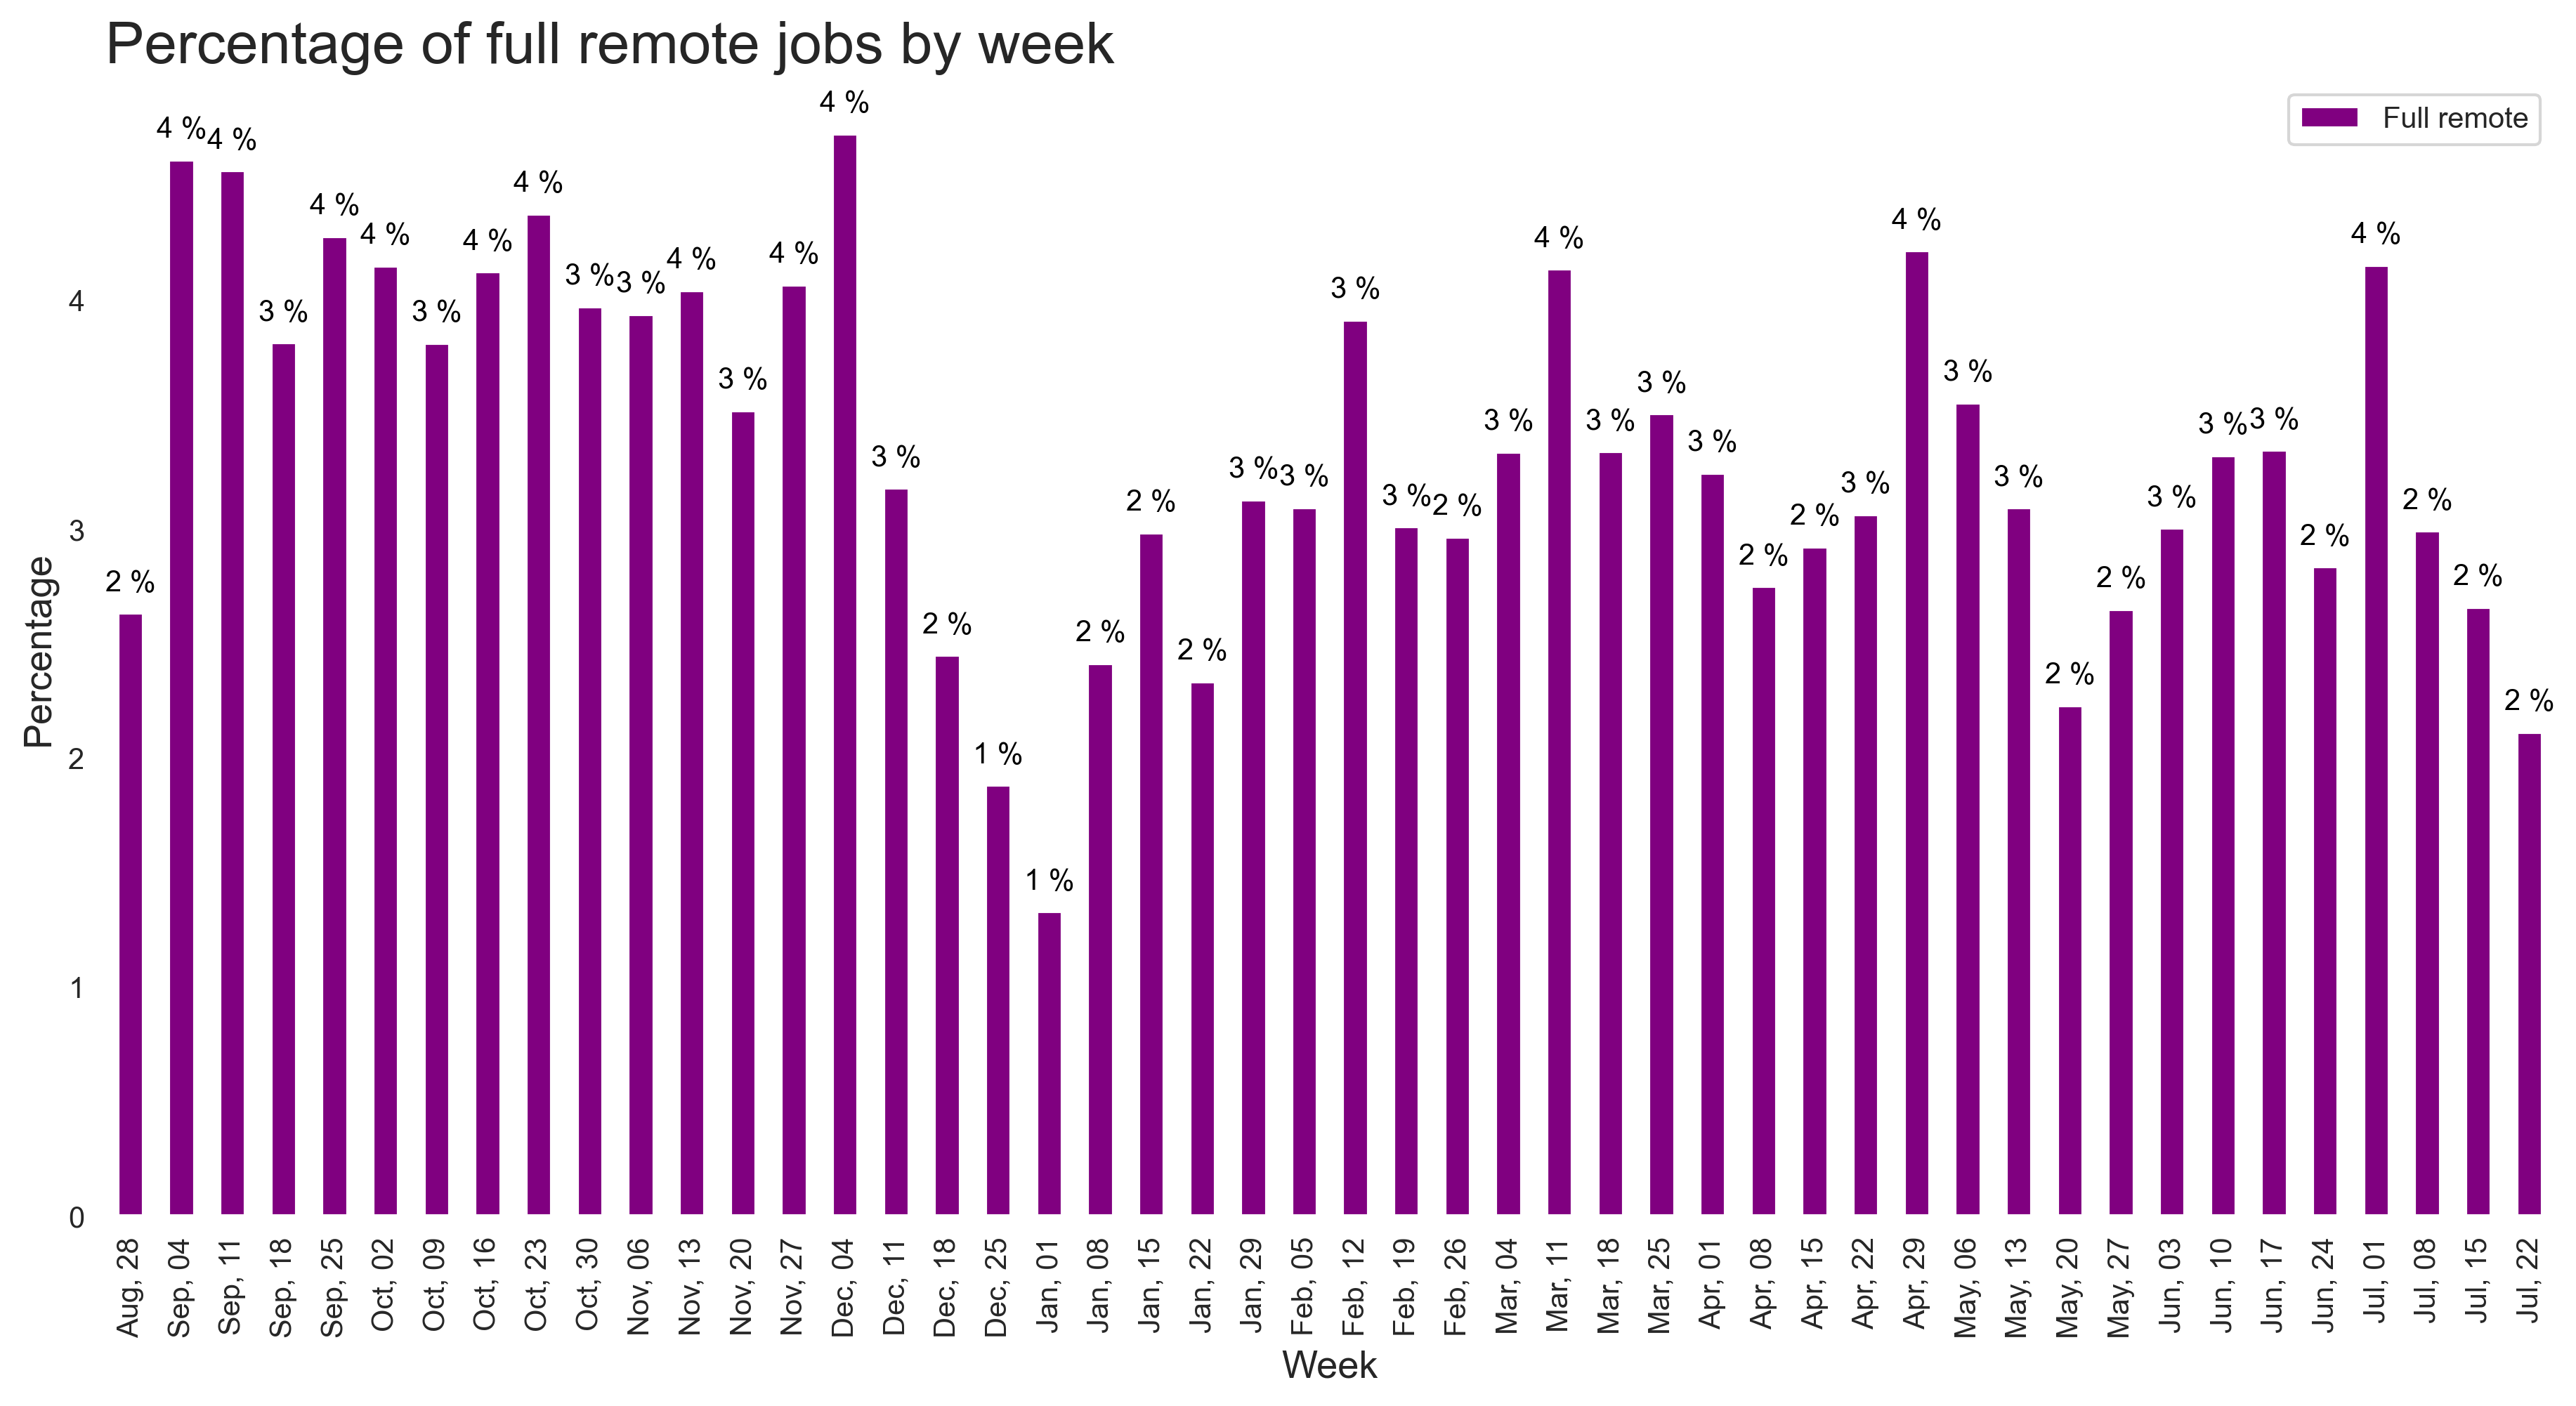 Percentage of full remote jobs by week
Full remote
Percentage
4
3
2
1
0
2 %
4 %
4 %
3 %
4 %
4 %
3 %
4 %
4 %
3 %
3 %
4 %
3 %
4 %
4 %
3 %
2 %
1 %
1 %
2 %
2 %
2 %
3 %
3 %
3 %
3 %
2 %
3 %
4 %
3 %
3 %
3 %
2 %
2 %
3 %
4 %
3 %
3 %
2 %
2 %
3 %
3 %
3 %
2 %
4 %
2 %
2 %
2 %
Aug, 28
Sep, 04
Sep, 11
Sep, 18
Sep, 25
Oct, 02
Oct, 09
Oct, 16
Oct, 23
Oct, 30
Nov, 06
Nov, 13
Nov, 20
Nov, 27
Dec, 04
Dec, 11
Dec, 18
Dec, 25
Jan, 01
Jan, 08
Jan, 15
Jan, 22
Jan, 29
Feb, 05
Feb, 12
Feb, 19
Feb, 26
Mar, 04
Mar, 11
Mar, 18
Mar, 25
Apr, 01
Apr, 08
Apr, 15
Apr, 22
Apr, 29
May, 06
May, 13
May, 20
May, 27
Jun, 03
Jun, 10
Jun, 17
Jun, 24
Jul, 01
Jul, 08
Jul, 15
Jul, 22
Week